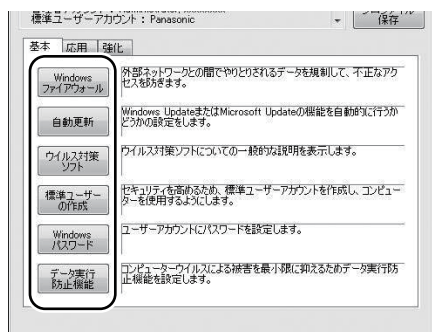 標準ユーザーアカウント : Panasonic
保存
基本 応用 強化
Windows
ファイアウォール
外部ネットワークとの間でやりとりされるデータを規制して、不正なアク
セスを防ぎます。
自動更新
Windows UpdateまたはMicrosoft Updateの機能を自動的に行うか
どうかの設定をします。
ウイルス対策
ソフト
ウイルス対策ソフトについての一般的な説明を表示します。
標準ユーザー
の作成
セキュリティを高めるため、標準ユーザーアカウントを作成し、コンピュー
ターを使用するようにします。
Windows
パスワード
ユーザーアカウントにパスワードを設定します。
データ実行
防止機能
コンピューターウイルスによる被害を最小限に抑えるためデータ実行防
止機能を設定します。